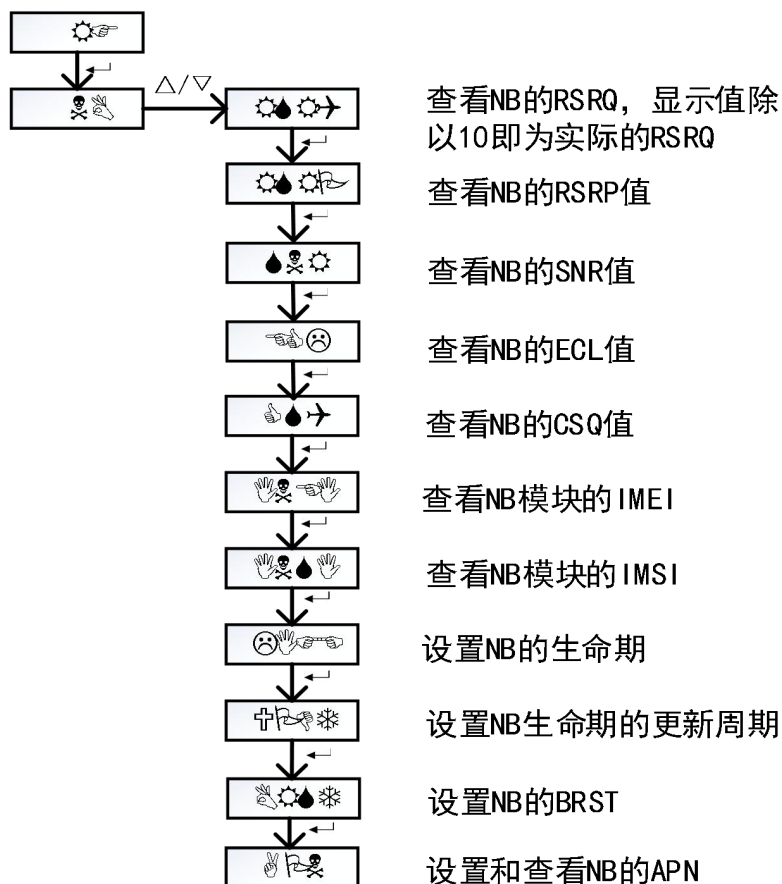 △/▽
查看NB的RSRQ，显示值除
以10即为实际的RSRQ
查看NB的RSRP值
查看NB的SNR值
查看NB的ECL值
查看NB的CSQ值
查看NB模块的IMEI
查看NB模块的IMSI
设置NB的生命期
设置NB生命期的更新周期
设置NB的BRST
设置和查看NB的APN